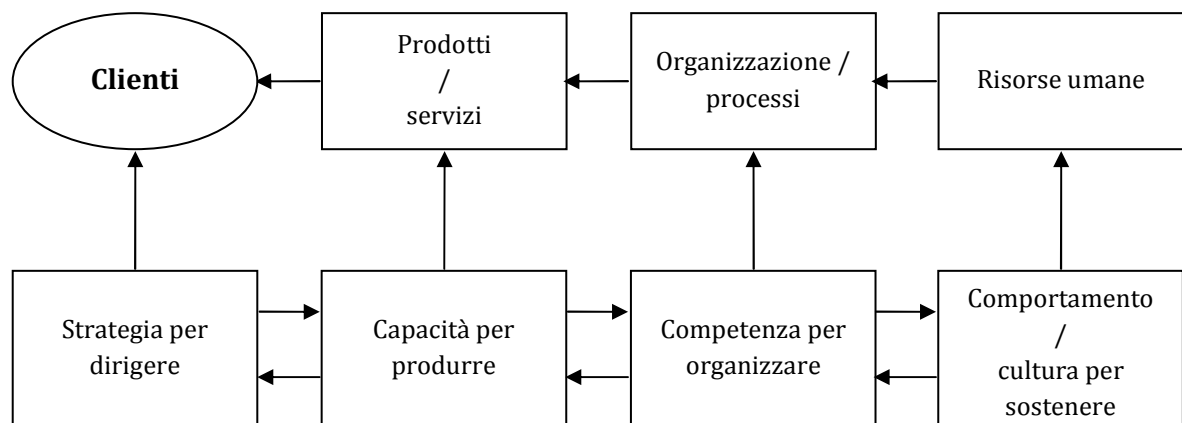 Clienti
Prodotti
/
servizi
Organizzazione /
processi
Risorse umane
Strategia per
dirigere
Capacità per
produrre
Competenza per
organizzare
Comportamento
/
cultura per
sostenere